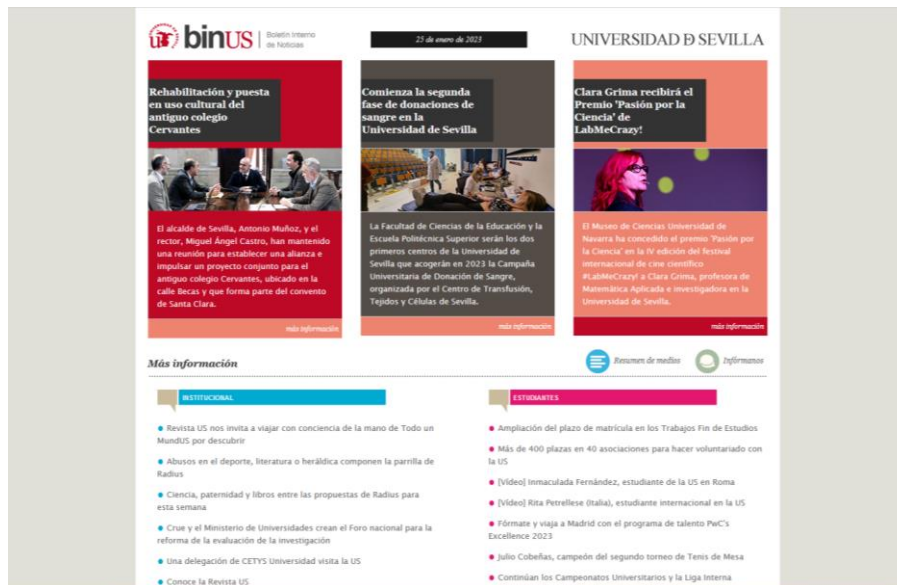 binUS
Boletín Interno
de Noticias
25 de enero de 2023
UNIVERSIDAD Ð SEVILLA
Rehabilitación y puesta
en uso cultural del
antiguo colegio
Cervantes
El alcalde de Sevilla, Antonio Muñoz, y el
rector, Miguel Ángel Castro, han mantenido
una reunión para establecer una alianza e
impulsar un proyecto conjunto para el
antiguo colegio Cervantes, ubicado en la
calle Becas y que forma parte del convento
de Santa Clara.
más información
Comienza la segunda
fase de donaciones de
sangre en la
Universidad de Sevilla
La Facultad de Ciencias de la Educación y la
Escuela Politécnica Superior serán los dos
primeros centros de la Universidad de
Sevilla que acogerán en 2023 la Campaña
Universitaria de Donación de Sangre,
organizada por el Centro de Transfusión,
Tejidos y Células de Sevilla.
más información
Clara Grima recibirá el
Premio 'Pasión por la
Ciencia' de
LabMeCrazy!
El Museo de Ciencias Universidad de
Navarra ha concedido el premio 'Pasión por
la Ciencia' en la IV edición del festival
internacional de cine científico
#LabMeCrazy! a Clara Grima, profesora de
Matemática Aplicada e investigadora en la
Universidad de Sevilla.
más información
Más información
Resumen de medios
Infórmanos
INSTITUCIONAL
Revista US nos invita a viajar con conciencia de la mano de Todo un
MundUS por descubrir
Abusos en el deporte, literatura o heráldica componen la parrilla de
Radius
Ciencia, paternidad y libros entre las propuestas de Radius para
esta semana
Crue y el Ministerio de Universidades crean el Foro nacional para la
reforma de la evaluación de la investigación
Una delegación de CETYS Universidad visita la US
Conoce la Revista US
ESTUDIANTES
Ampliación del plazo de matrícula en los Trabajos Fin de Estudios
Más de 400 plazas en 40 asociaciones para hacer voluntariado con
la US
[Vídeo] Inmaculada Fernández, estudiante de la US en Roma
[Vídeo] Rita Petrellese (Italia), estudiante internacional en la US
Fórmate y viaja a Madrid con el programa de talento PwC's
Excellence 2023
Julio Cobeñas, campeón del segundo torneo de Tenis de Mesa
Continúan los Campeonatos Universitarios y la Liga Interna